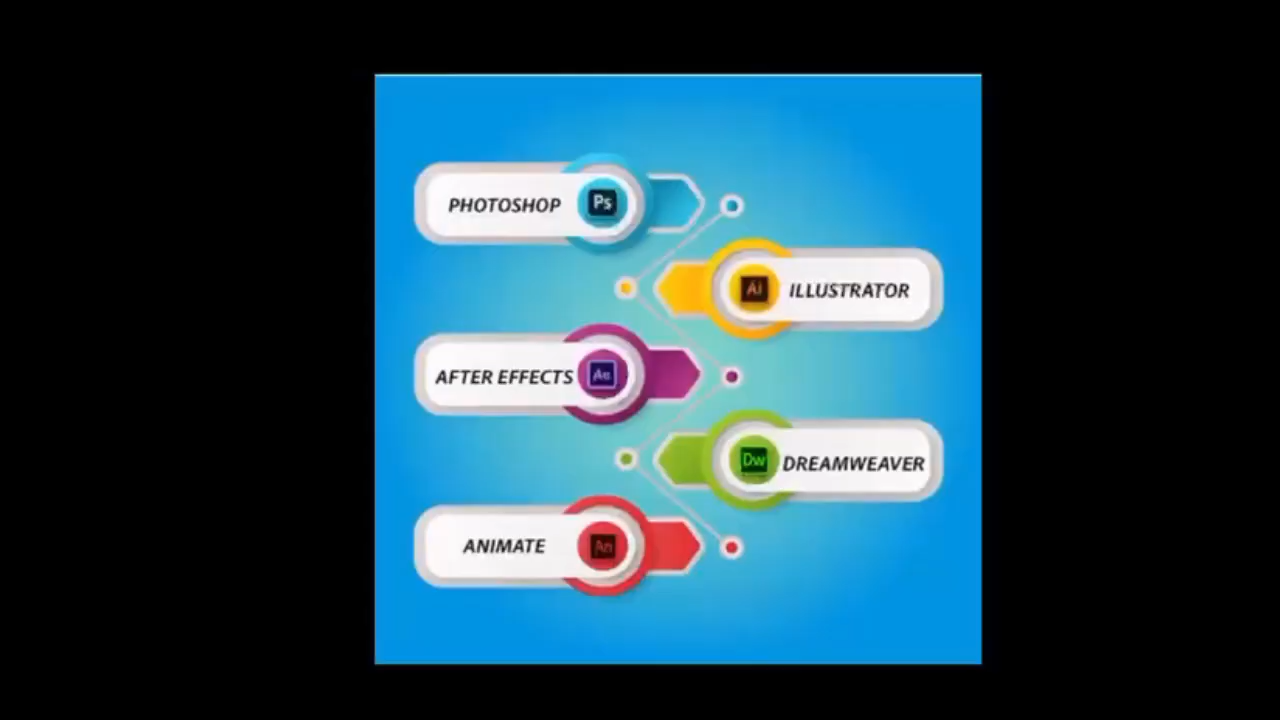 PHOTOSHOP Ps
Ai ILLUSTRATOR
AFTER EFFECTS Ae
Dw DREAMWEAVER
ANIMATE An